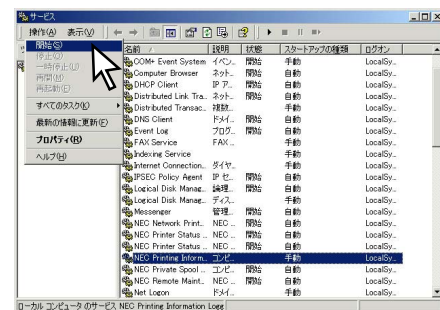 サービス
操作(A) 表示(V)
開始(S)
停止(O)
一時停止(U)
再開(M)
再起動(E)
すべてのタスク(K)
最新の情報に更新(F)
プロパティ(R)
ヘルプ(H)
名前 説明 状態 スタートアップの種類 ログオン
COM+ Event System イベン... 開始 手動 LocalSy...
Computer Browser ネット... 開始 自動 LocalSy...
DHCP Client IP ア... 開始 自動 LocalSy...
Distributed Link Tra... ネット... 開始 自動 LocalSy...
Distributed Transac... 複数... 手動 LocalSy...
DNS Client ドメイ... 開始 自動 LocalSy...
Event Log プログ... 開始 自動 LocalSy...
FAX Service FAX ... 手動 LocalSy...
Indexing Service 手動 LocalSy...
Internet Connection... ダイヤ... 手動 LocalSy...
IPSEC Policy Agent IP セ... 開始 自動 LocalSy...
Logical Disk Manag... 論理... 開始 自動 LocalSy...
Logical Disk Manag... ディス... 手動 LocalSy...
Messenger 管理... 開始 自動 LocalSy...
NEC Network Print... NEC ... 開始 自動 LocalSy...
NEC Printer Status ... NEC ... 開始 自動 LocalSy...
NEC Printer Status ... NEC ... 開始 自動 LocalSy...
NEC Printing Inform... コンピ... 手動 LocalSy...
NEC Private Spool ... コンピ... 開始 自動 LocalSy...
NEC Remote Maint... NEC ... 開始 自動 LocalSy...
Net Logon ドメイ... 手動 LocalSy...
ローカル コンピュータ のサービス NEC Printing Information Logg